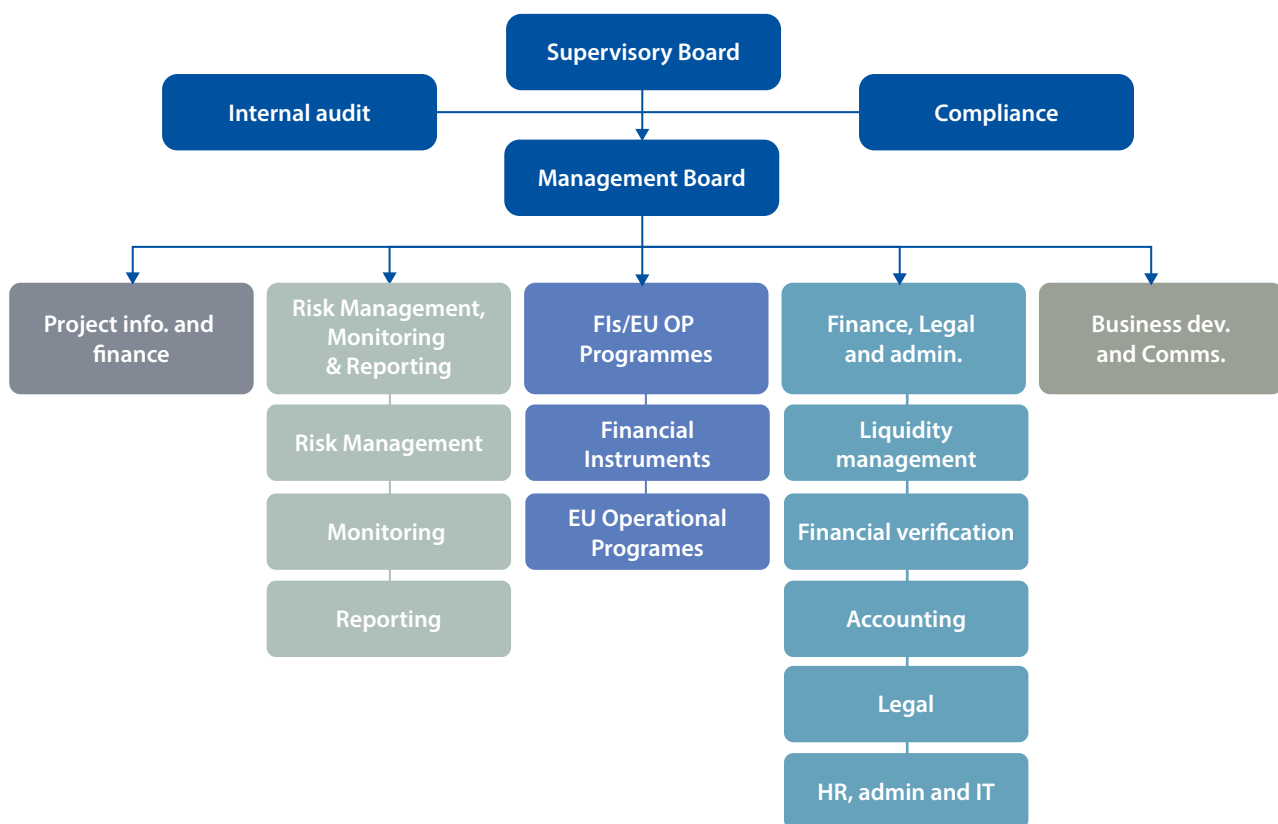 Supervisory Board
Internal audit
Compliance
Management Board
Project info. and
finance
Risk Management,
Monitoring
& Reporting
FIs/EU OP
Programmes
Finance, Legal
and admin.
Business dev.
and Comms.
Risk Management
Financial
Instruments
Liquidity
management
Monitoring
EU Operational
Programes
Financial verification
Reporting
Accounting
Legal
HR, admin and IT